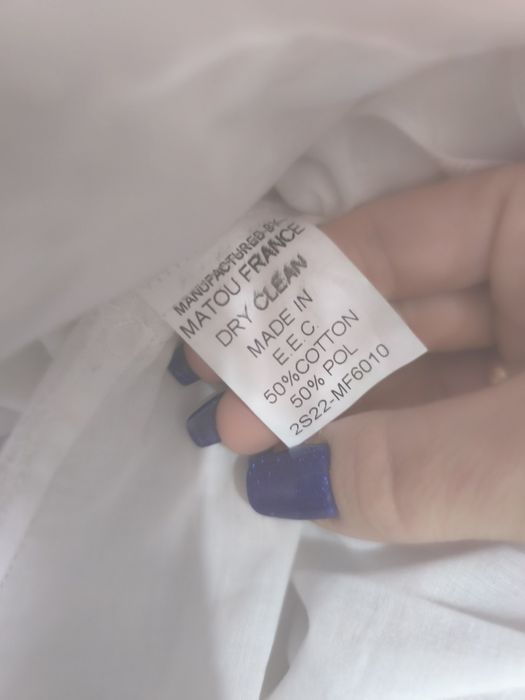 MANUFACTURED BY
MATOU FRANCE
DRY CLEAN
MADE IN
E.E.C.
50%COTTON
50% POL
2S22-MF6010